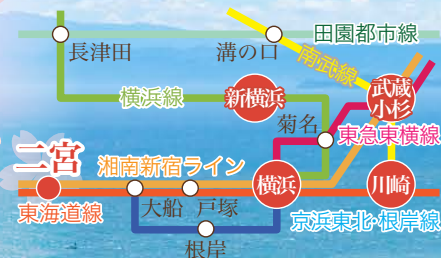 田園都市線
長津田
溝の口
南武線
横浜線
新横浜
武蔵
小杉
菊名
東急東横線
二宮
湘南新宿ライン
横浜
川崎
東海道線
大船
戸塚
京浜東北・根岸線
根岸